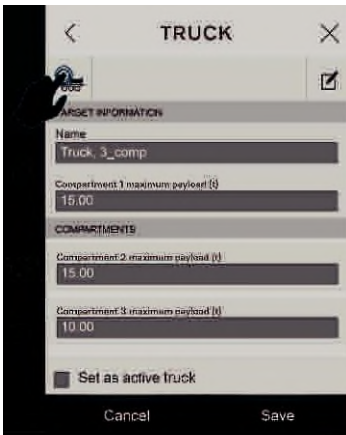 TRUCK
TARGET INFORMATION
Name
Truck, 3_comp
Compartment 1 maximum payload (t)
15.00
COMPARTMENTS
Compartment 2 maximum payload (t)
15.00
Compartment 3 maximum payload (t)
10.00
Set as active truck
Cancel
Save